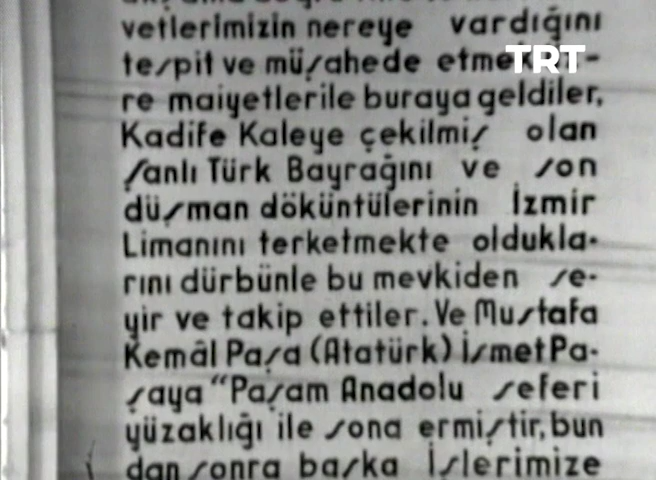 vetlerimizin nereye vardığını
TRT
tespit ve müşahede etmek
re maiyetlerile buraya geldiler,
Kadife Kaleye çekilmiş olan
şanlı Türk Bayrağını ve son
düşman döküntülerinin İzmir
Limanını terketmekte oldukla-
rını dürbünle bu mevkiden se-
yir ve takip ettiler. Ve Mustafa
Kemâl Paşa (Atatürk) İsmet Pa-
şaya "Paşam Anadolu seferi
yüzaklığı ile sona ermiştir, bun
dan sonra başka İşlerimize